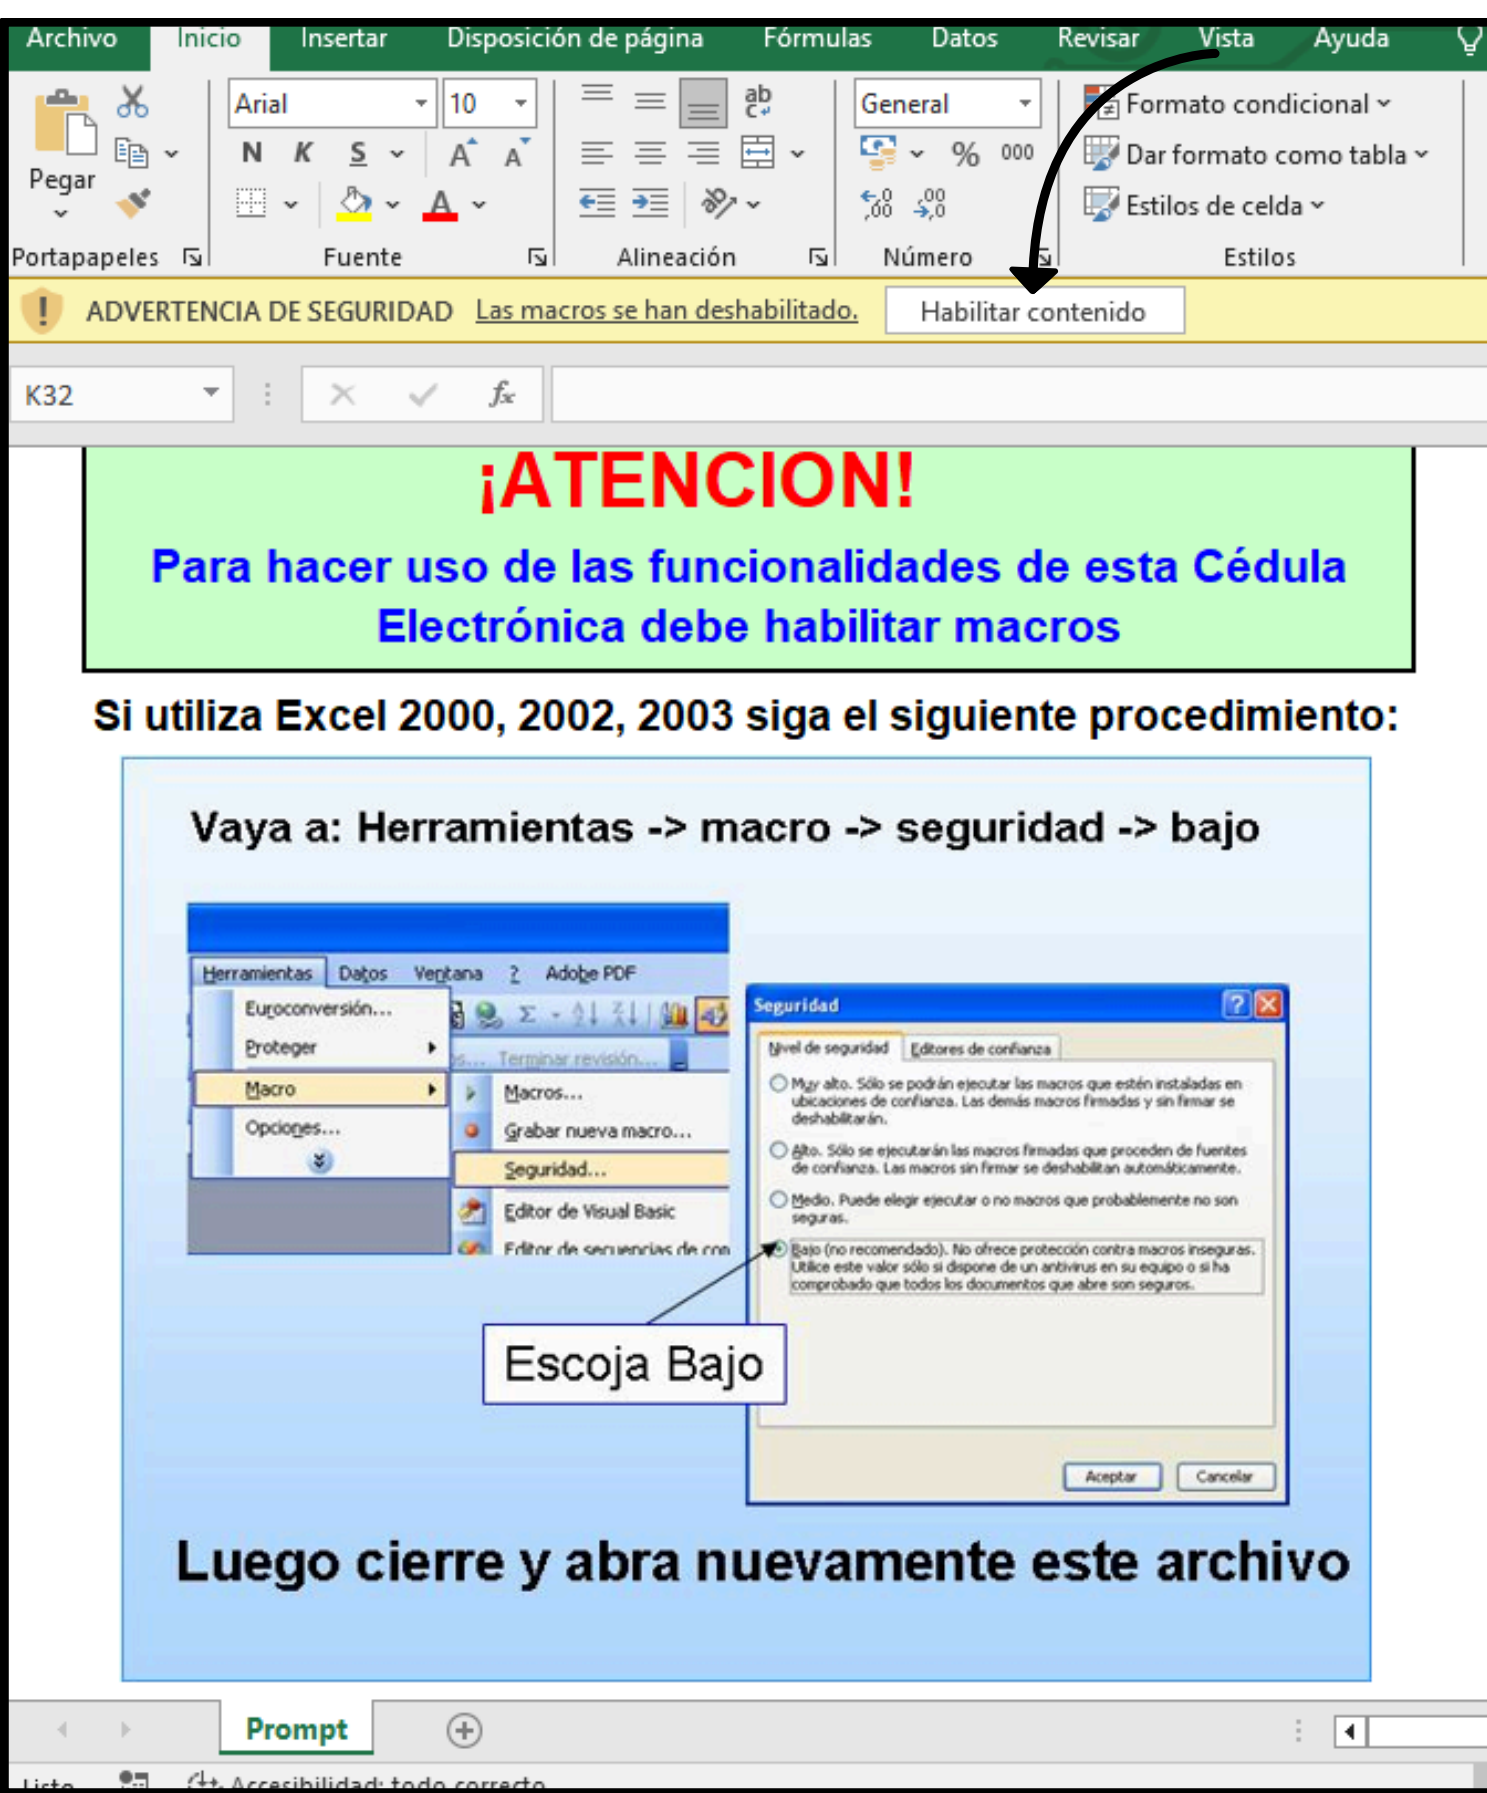 Archivo Inicio Insertar Disposición de página Fórmulas Datos Revisar Vista Ayuda
Arial 10 ab General Formato condicional
Pegar N K S A A % 000 Dar formato como tabla
A Estilos de celda
Portapapeles Fuente Alineación Número Estilos
ADVERTENCIA DE SEGURIDAD Las macros se han deshabilitado. Habilitar contenido
K32 fx
¡ATENCION!
Para hacer uso de las funcionalidades de esta Cédula
Electrónica debe habilitar macros
Si utiliza Excel 2000, 2002, 2003 siga el siguiente procedimiento:
Vaya a: Herramientas -> macro -> seguridad -> bajo
Herramientas Datos Ventana ? Adobe PDF
Euroconversión...
Proteger
Terminar revisión...
Macro
Macros...
Opciones...
Grabar nueva macro...
Seguridad...
Editor de Visual Basic
Editor de secuencias de con
Seguridad
Nivel de seguridad Editores de confianza
Muy alto. Sólo se podrán ejecutar las macros que estén instaladas en
ubicaciones de confianza. Las demás macros firmadas y sin firmar se
deshabilitarán.
Alto. Sólo se ejecutarán las macros firmadas que proceden de fuentes
de confianza. Las macros sin firmar se deshabilitan automáticamente.
Medio. Puede elegir ejecutar o no macros que probablemente no son
seguras.
Bajo (no recomendado). No ofrece protección contra macros inseguras.
Utilice este valor sólo si dispone de un antivirus en su equipo o si ha
comprobado que todos los documentos que abre son seguros.
Escoja Bajo
Aceptar Cancelar
Luego cierre y abra nuevamente este archivo
Prompt
Listo Accesibilidad: todo correcto